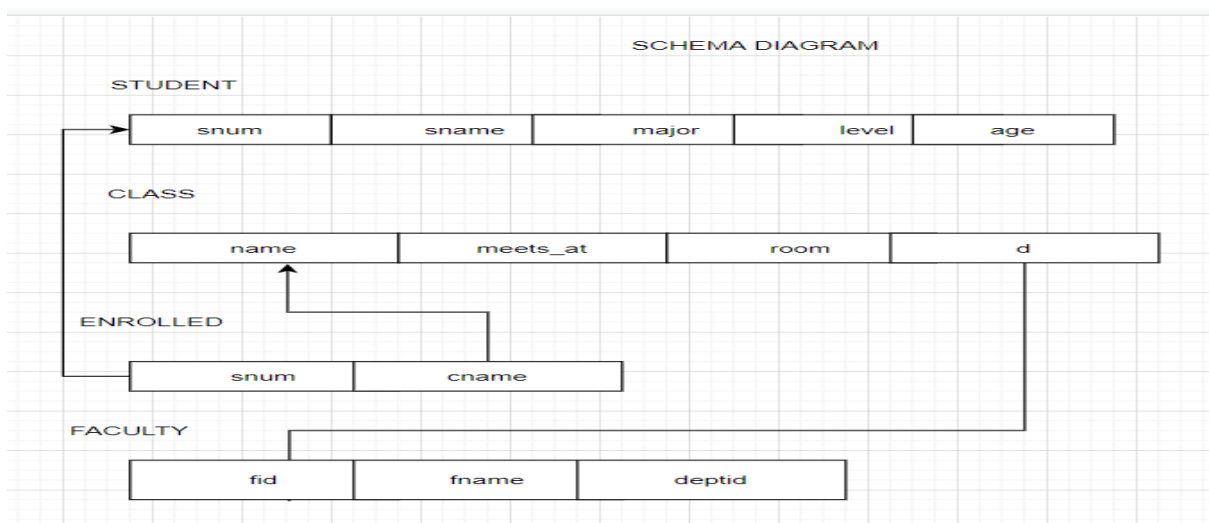 SCHEMA DIAGRAM
STUDENT
snum sname major level age
CLASS
name meets_at room d
ENROLLED
snum cname
FACULTY
fid fname deptid